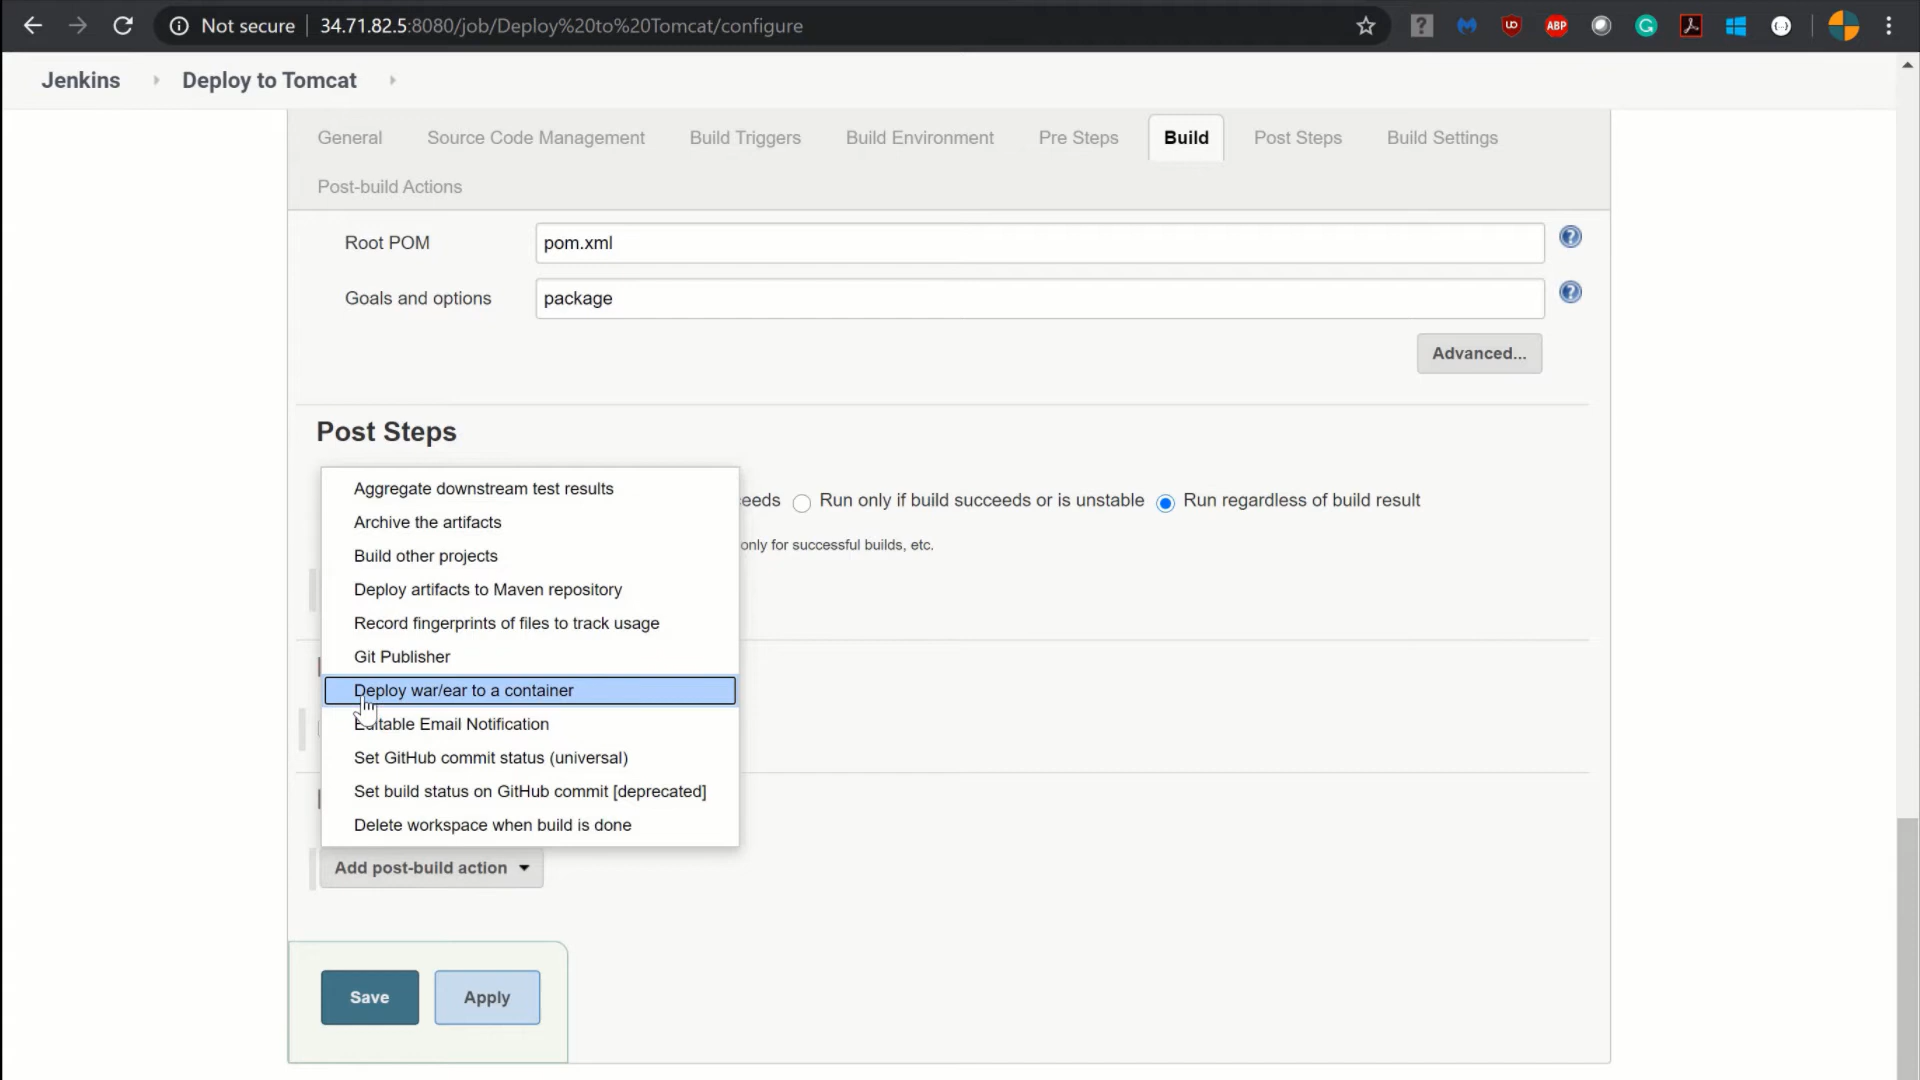 Not secure 34.71.82.5:8080/job/Deploy%20to%20Tomcat/configure
ABP
Jenkins Deploy to Tomcat
General Source Code Management Build Triggers Build Environment Pre Steps Build Post Steps Build Settings
Post-build Actions
Root POM pom.xml
Goals and options package
Advanced...
Post Steps
Aggregate downstream test results
eeds Run only if build succeeds or is unstable Run regardless of build result
Archive the artifacts
only for successful builds, etc.
Build other projects
Deploy artifacts to Maven repository
Record fingerprints of files to track usage
Git Publisher
Deploy war/ear to a container
Editable Email Notification
Set GitHub commit status (universal)
Set build status on GitHub commit [deprecated]
Delete workspace when build is done
Add post-build action
Save Apply